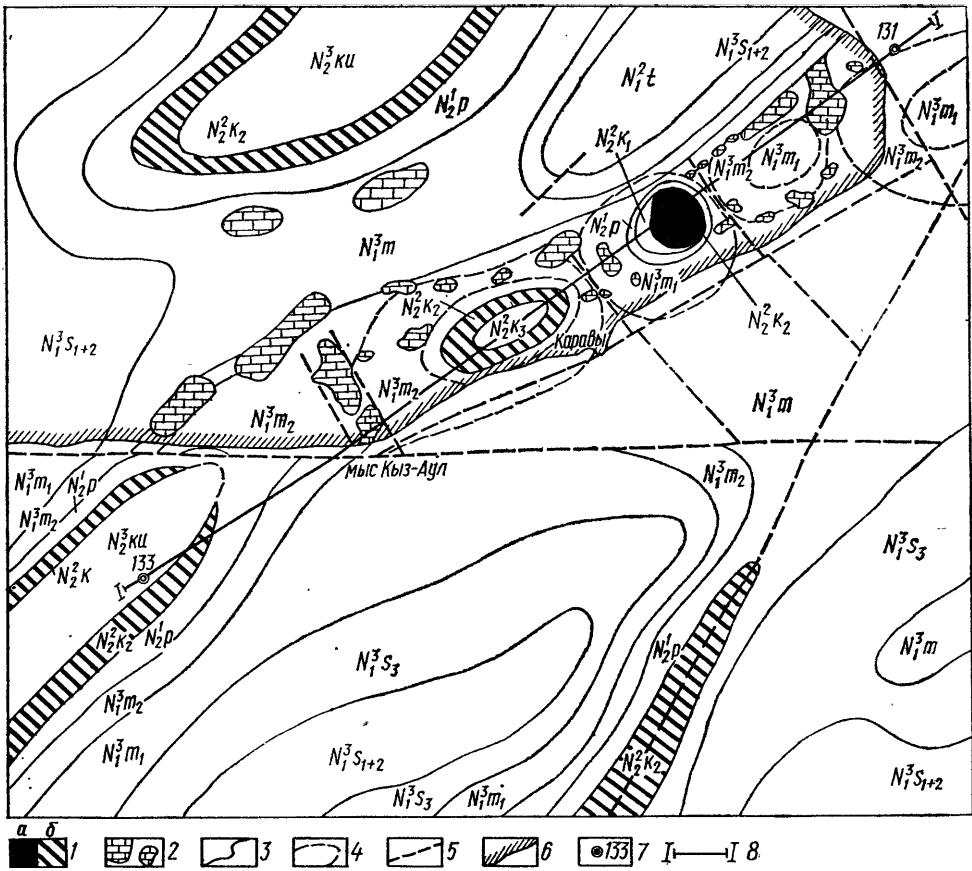 131
I
N₁³s₁₊₂
N₂³ku
N₁²t
N₂¹p
N₁³m₁
N₂²k₂
N₂²k₁
N₁³m₂
N₁³m₁
N₁³m₂
N₂¹p
N₁³m
N₁³m₁
N₂²k₂
N₂²k₃
N₂²k₂
Каравы
N₁³s₁₊₂
N₁³m₂
N₁³m
N₁³m₂
мыс Кыз-Аул
N₁³m₁
N₂¹p
N₁³m₂
N₁³m₂
N₂³ku
N₁³s₃
133
N₂²k
I
N₂²k₂
N₂¹p
N₂¹p
N₁³s₃
N₁³m
N₁³m₂
N₁³m₁
N₁³s₁₊₂
N₂²k₂
N₁³s₁₊₂
N₁³s₃
N₁³m₁
а б 1 2 3 4 5 6 133 7 I I 8